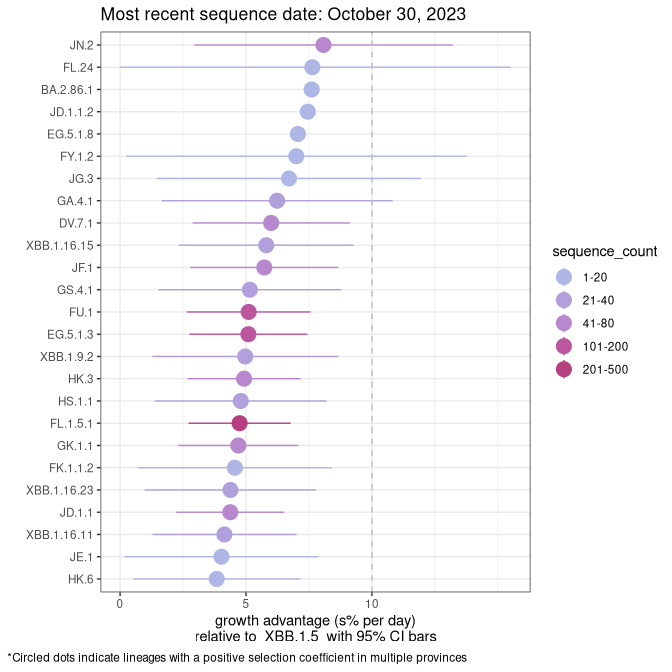 Most recent sequence date: October 30, 2023
JN.2
FL.24
BA.2.86.1
JD.1.1.2
EG.5.1.8
FY.1.2
JG.3
GA.4.1
DV.7.1
XBB.1.16.15
JF.1
GS.4.1
FU.1
EG.5.1.3
XBB.1.9.2
HK.3
HS.1.1
FL.1.5.1
GK.1.1
FK.1.1.2
XBB.1.16.23
JD.1.1
XBB.1.16.11
JE.1
HK.6
0 5 10
growth advantage (s% per day)
relative to XBB.1.5 with 95% CI bars
sequence_count
1-20
21-40
41-80
101-200
201-500
*Circled dots indicate lineages with a positive selection coefficient in multiple provinces